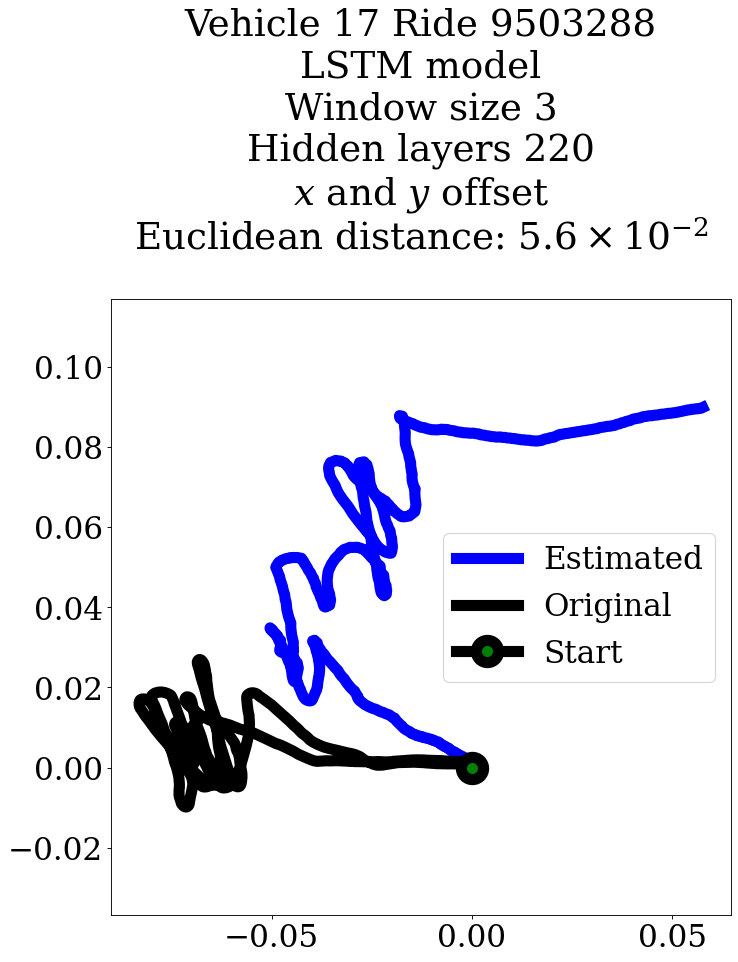 Vehicle 17 Ride 9503288
LSTM model
Window size 3
Hidden layers 220
x and y offset
Euclidean distance: 5.6 × 10⁻²
0.10
0.08
0.06
0.04
0.02
0.00
−0.02
Estimated
Original
Start
−0.05 0.00 0.05